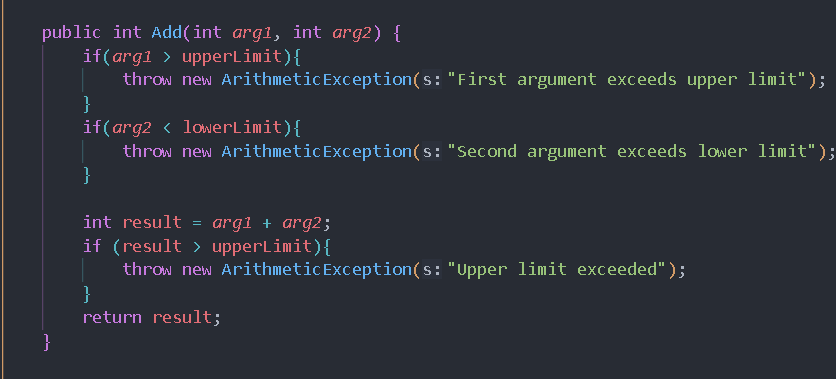 public int Add(int arg1, int arg2) {
if(arg1 > upperLimit){
throw new ArithmeticException(s:"First argument exceeds upper limit");
}
if(arg2 < lowerLimit){
throw new ArithmeticException(s:"Second argument exceeds lower limit");
}
int result = arg1 + arg2;
if (result > upperLimit){
throw new ArithmeticException(s:"Upper limit exceeded");
}
return result;
}